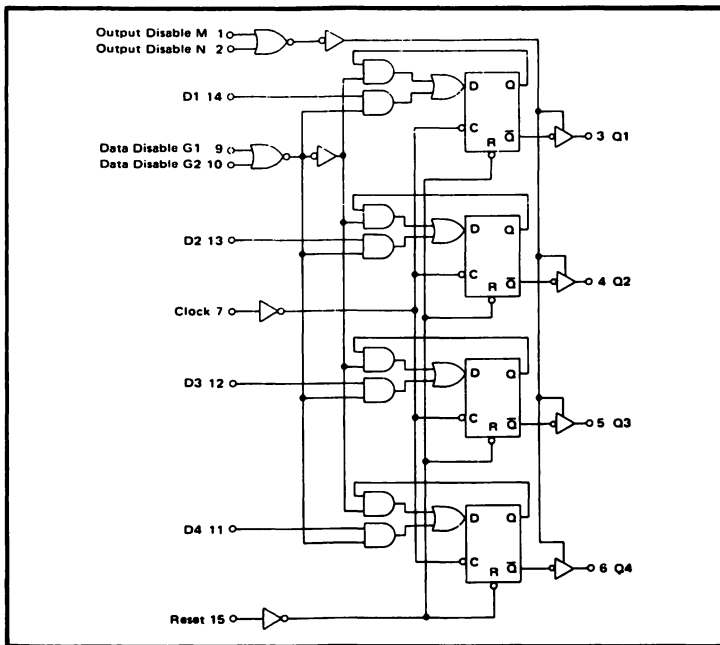 Output Disable M 1
Output Disable N 2
D1 14
D Q
C
R Q̅
3 Q1
Data Disable G1 9
Data Disable G2 10
D2 13
D Q
C
R Q̅
4 Q2
Clock 7
D3 12
D Q
C
R Q̅
5 Q3
D4 11
D Q
C
R Q̅
6 Q4
Reset 15